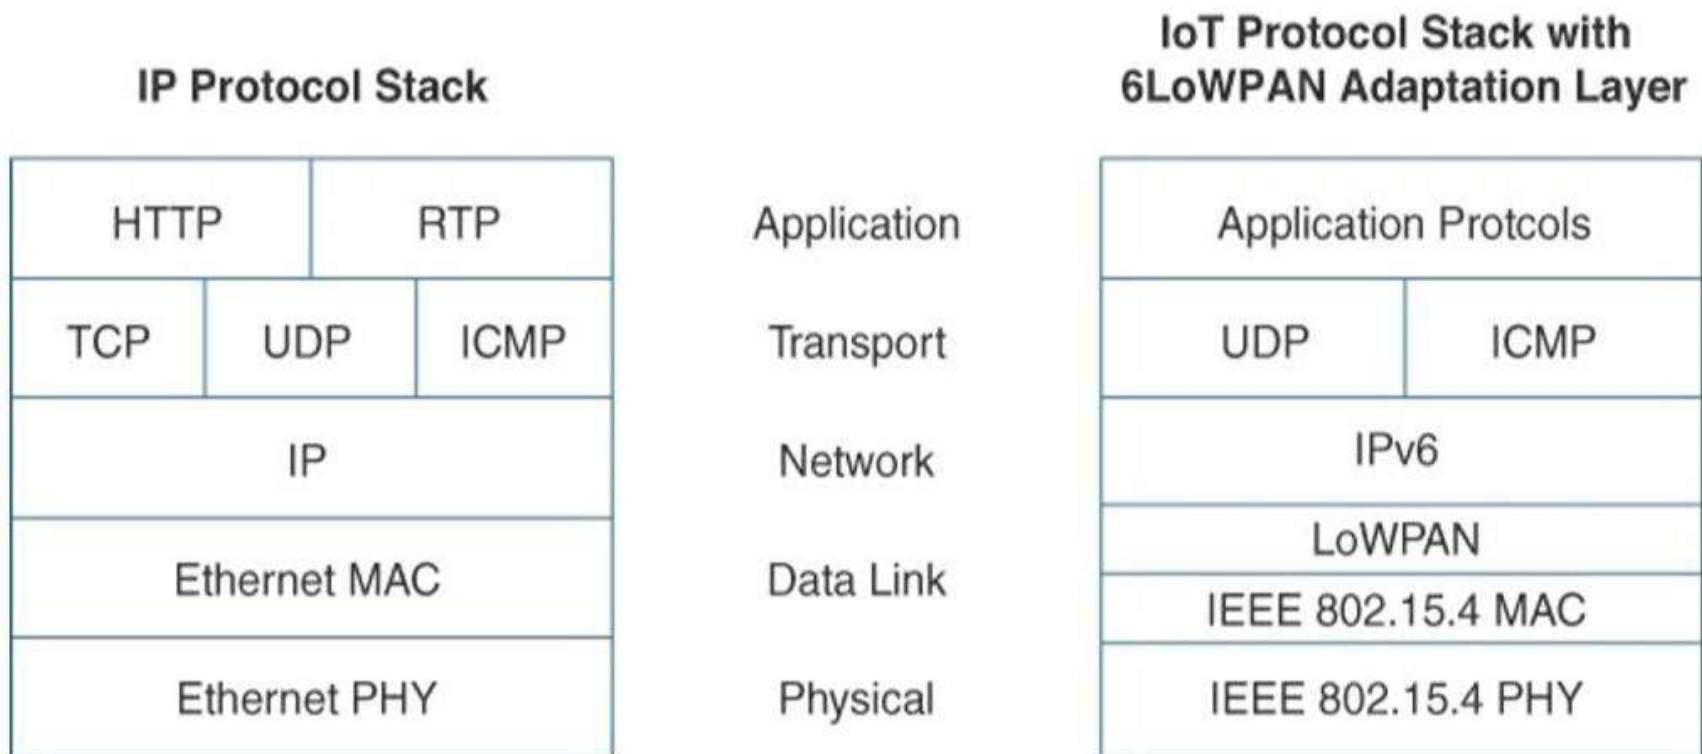 IP Protocol Stack
IoT Protocol Stack with
6LoWPAN Adaptation Layer
HTTP RTP Application Application Protcols
TCP UDP ICMP Transport UDP ICMP
IP Network IPv6
LoWPAN
Ethernet MAC Data Link
IEEE 802.15.4 MAC
Ethernet PHY Physical IEEE 802.15.4 PHY